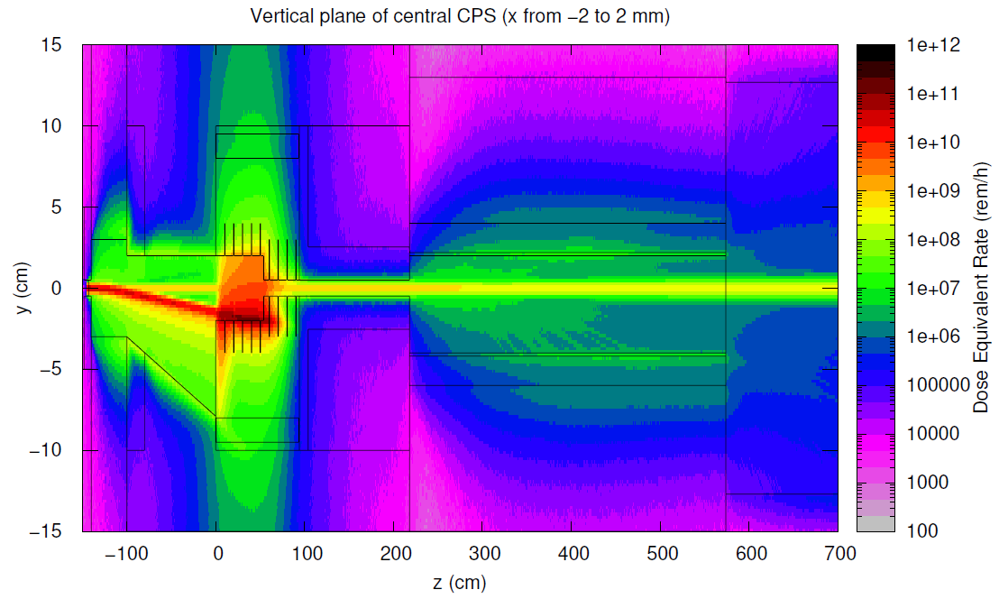 Vertical plane of central CPS (x from −2 to 2 mm)
15
10
5
0
−5
−10
−15
y (cm)
−100
0
100
200
300
400
500
600
700
z (cm)
1e+12
1e+11
1e+10
1e+09
1e+08
1e+07
1e+06
100000
10000
1000
100
Dose Equivalent Rate (rem/h)